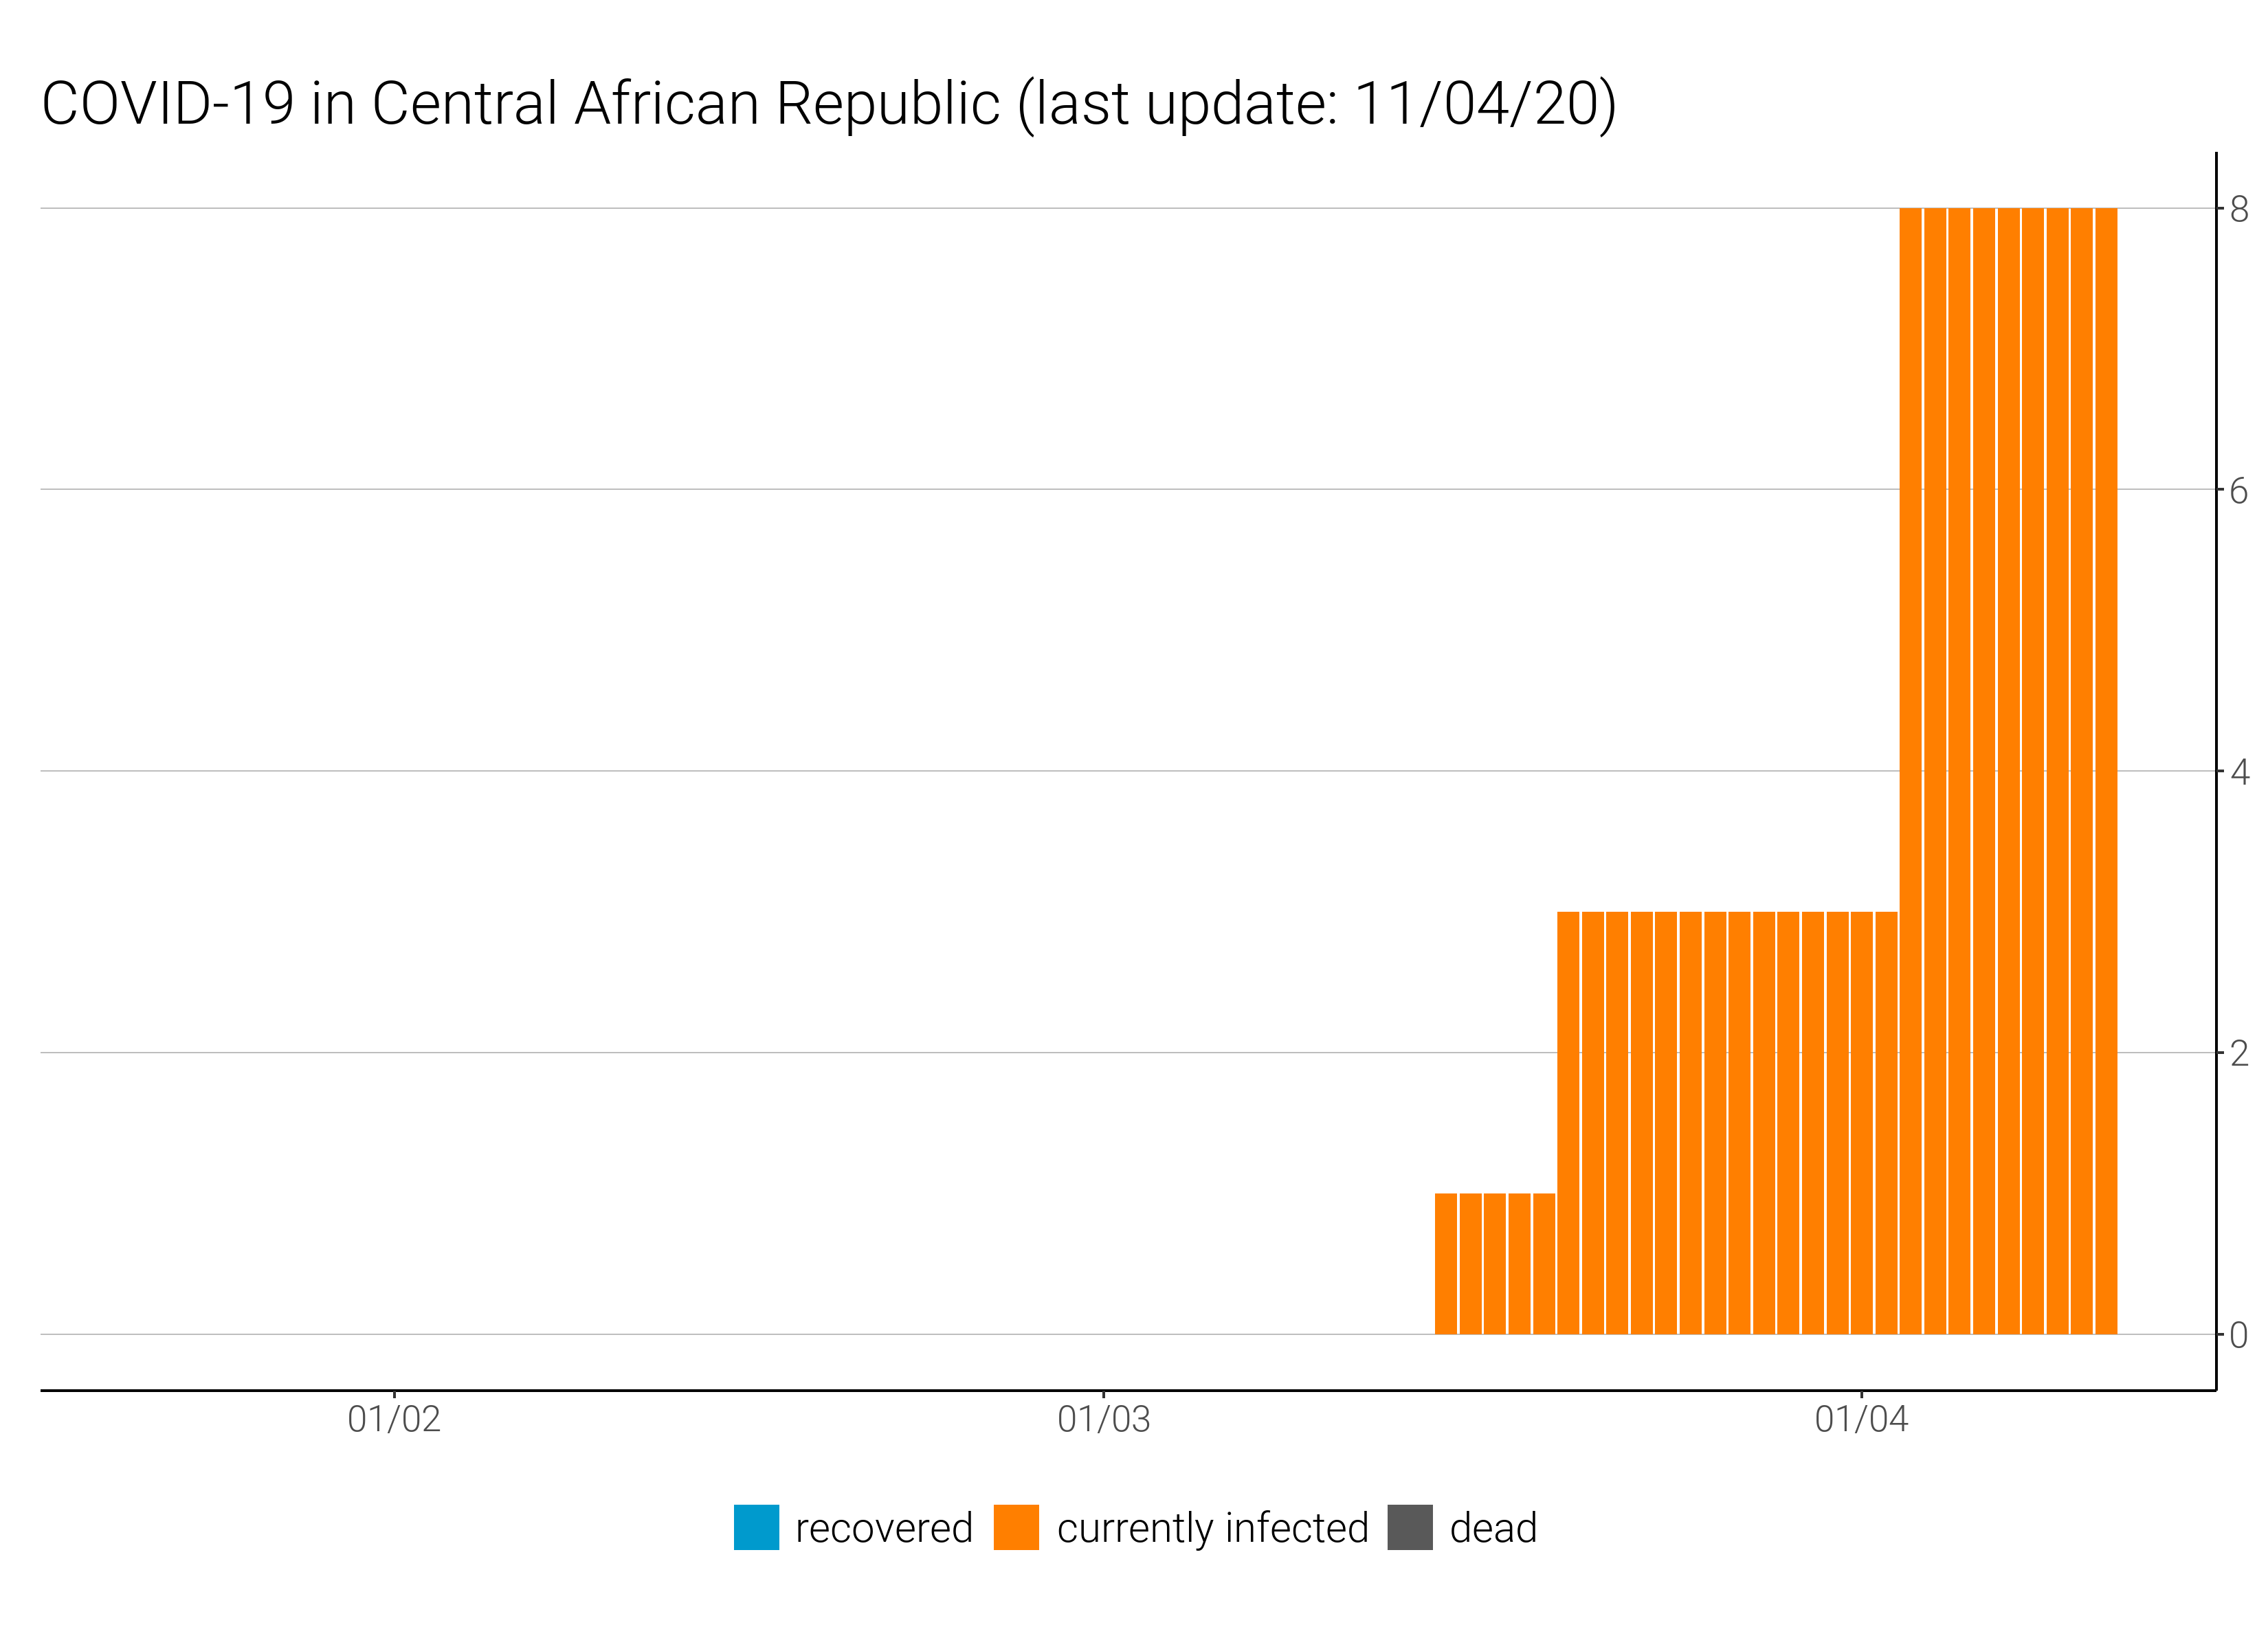 COVID-19 in Central African Republic (last update: 11/04/20)
8
6
4
2
0
01/02 01/03 01/04
recovered currently infected dead